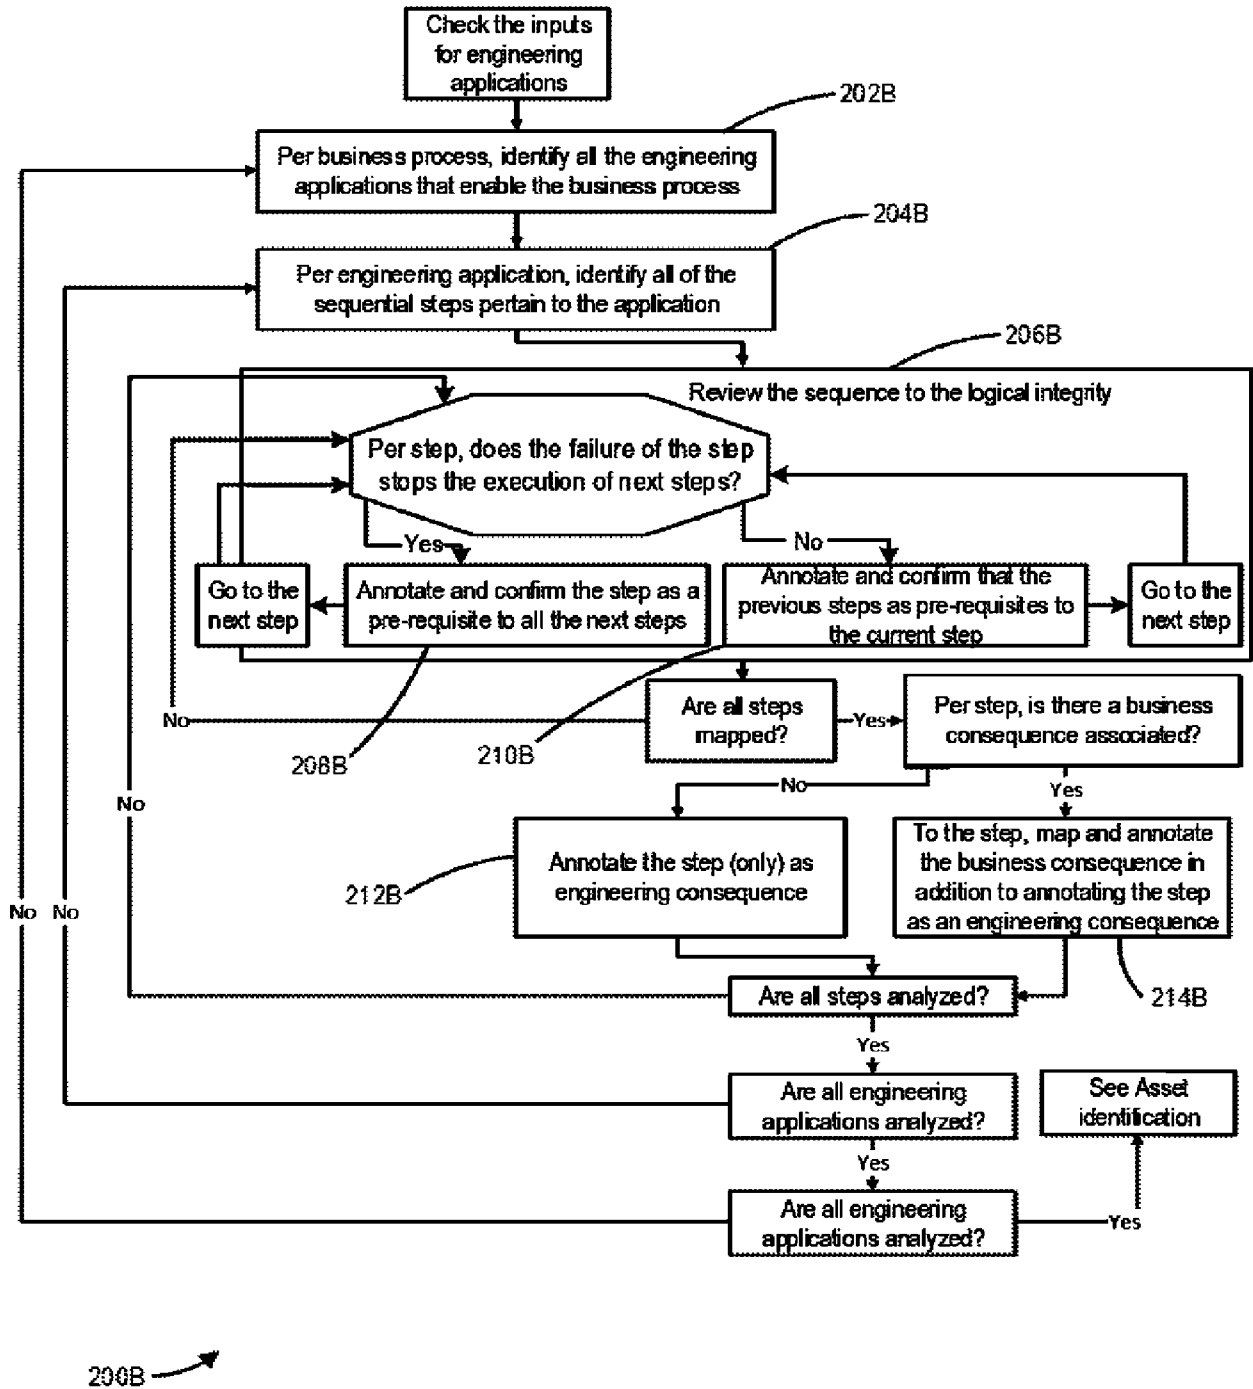 Check the inputs
for engineering
applications
202B
Per business process, identify all the engineering
applications that enable the business process
204B
Per engineering application, identify all of the
sequential steps pertain to the application
206B
Review the sequence to the logical integrity
Per step, does the failure of the step
stops the execution of next steps?
Yes
No
Go to the
next step
Annotate and confirm the step as a
pre-requisite to all the next steps
Annotate and confirm that the
previous steps as pre-requisites to
the current step
Go to the
next step
No
Are all steps
mapped?
Yes
Per step, is there a business
consequence associated?
208B
210B
No
No
Yes
Annotate the step (only) as
engineering consequence
To the step, map and annotate
the business consequence in
addition to annotating the step
as an engineering consequence
212B
No
No
Are all steps analyzed?
214B
Yes
Are all engineering
applications analyzed?
See Asset
identification
Yes
Are all engineering
applications analyzed?
Yes
200B